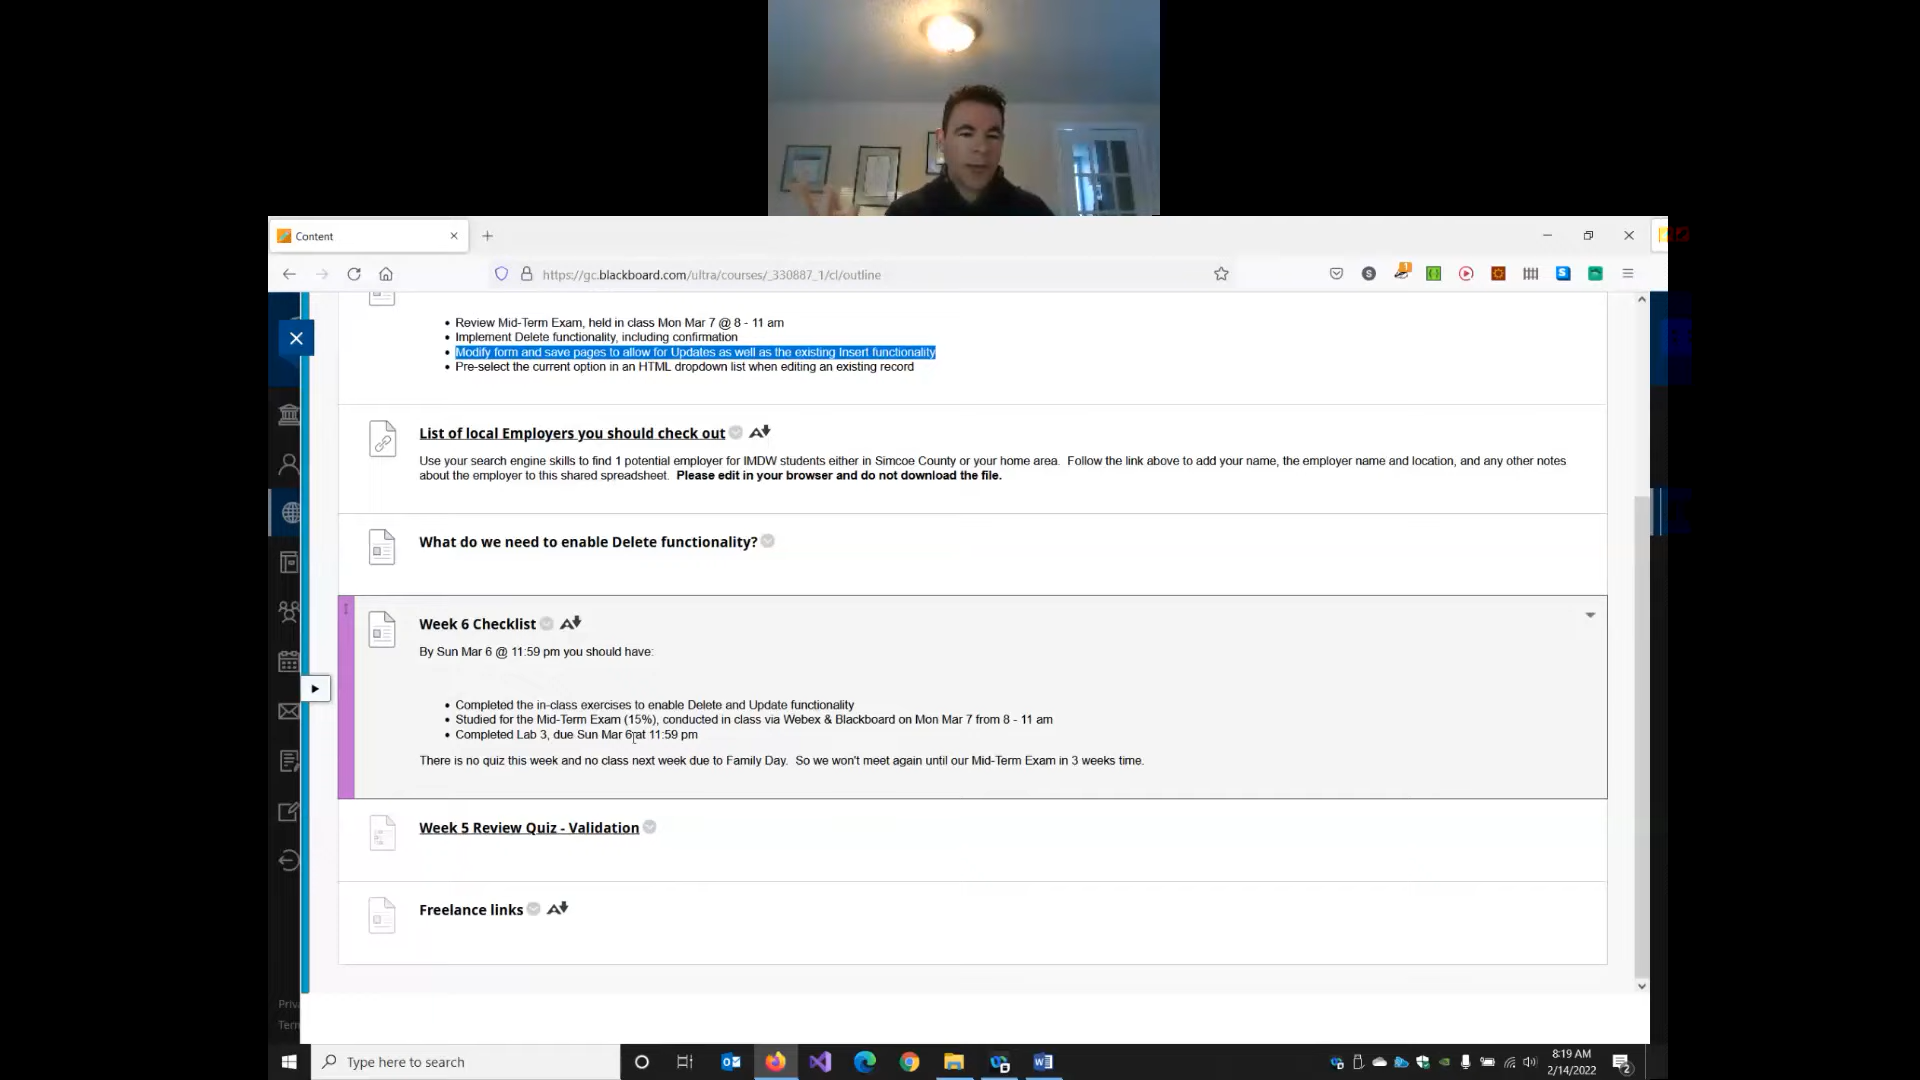 Content
https://gc.blackboard.com/ultra/courses/_330887_1/cl/outline
Review Mid-Term Exam, held in class Mon Mar 7 @ 8 - 11 am
Implement Delete functionality, including confirmation
Modify form and save pages to allow for Updates as well as the existing Insert functionality
Pre-select the current option in an HTML dropdown list when editing an existing record
List of local Employers you should check out
Use your search engine skills to find 1 potential employer for IMDW students either in Simcoe County or your home area.  Follow the link above to add your name, the employer name and location, and any other notes
about the employer to this shared spreadsheet.  Please edit in your browser and do not download the file.
What do we need to enable Delete functionality?
Week 6 Checklist
By Sun Mar 6 @ 11:59 pm you should have:
Completed the in-class exercises to enable Delete and Update functionality
Studied for the Mid-Term Exam (15%), conducted in class via Webex & Blackboard on Mon Mar 7 from 8 - 11 am
Completed Lab 3, due Sun Mar 6 at 11:59 pm
There is no quiz this week and no class next week due to Family Day.  So we won't meet again until our Mid-Term Exam in 3 weeks time.
Week 5 Review Quiz - Validation
Freelance links
Priv
Term
Type here to search
8:19 AM
2/14/2022
2